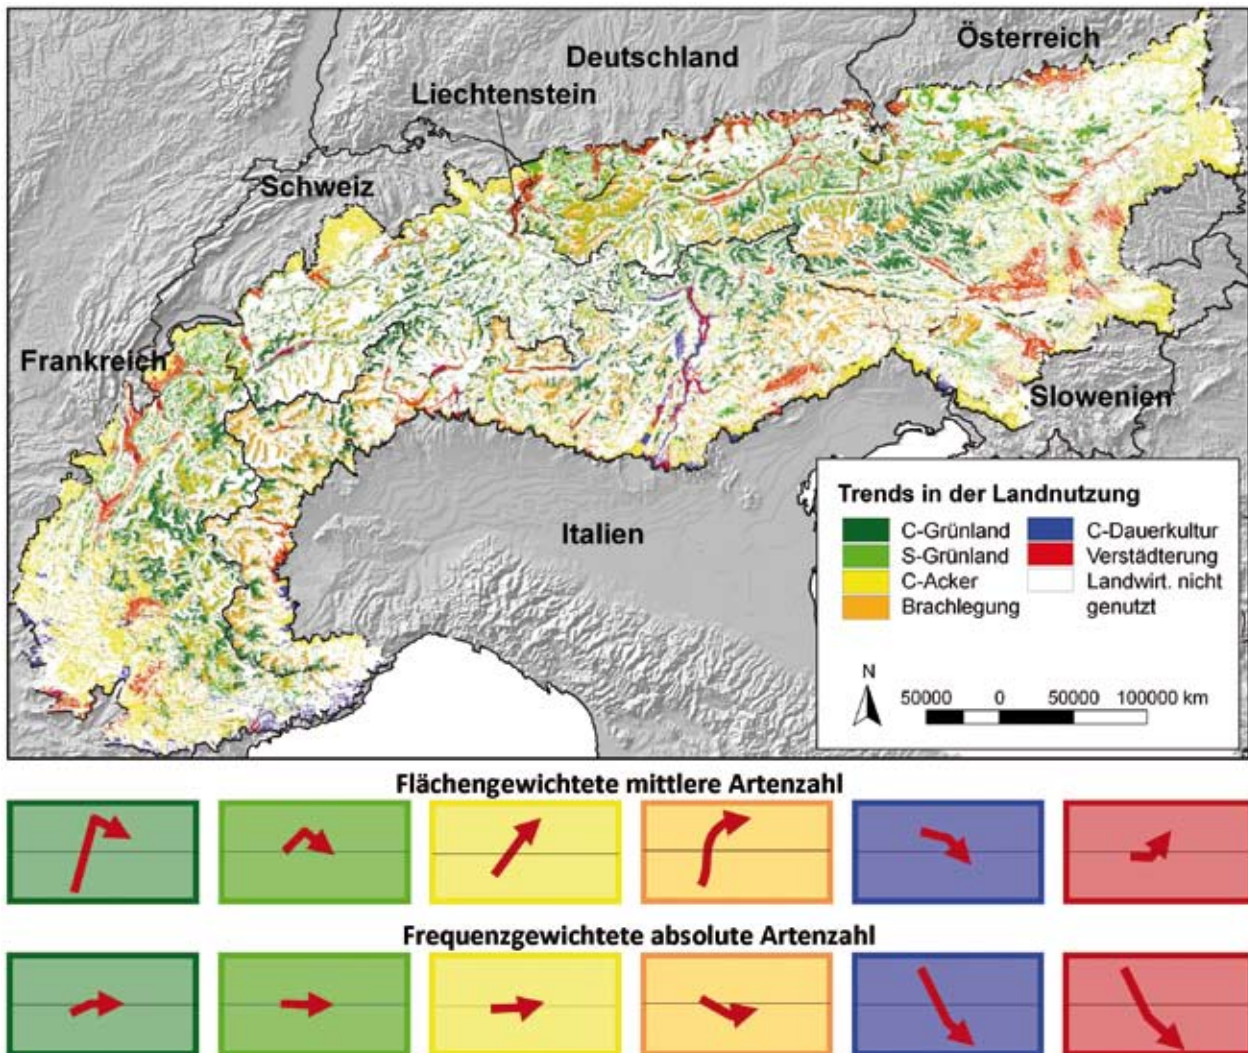 Österreich
Deutschland
Liechtenstein
Schweiz
Frankreich
Slowenien
Italien
Trends in der Landnutzung
C-Grünland
C-Dauerkultur
S-Grünland
Verstädterung
C-Acker
Landwirt. nicht
Brachlegung
genutzt
N
50000 0 50000 100000 km
Flächengewichtete mittlere Artenzahl
Frequenzgewichtete absolute Artenzahl